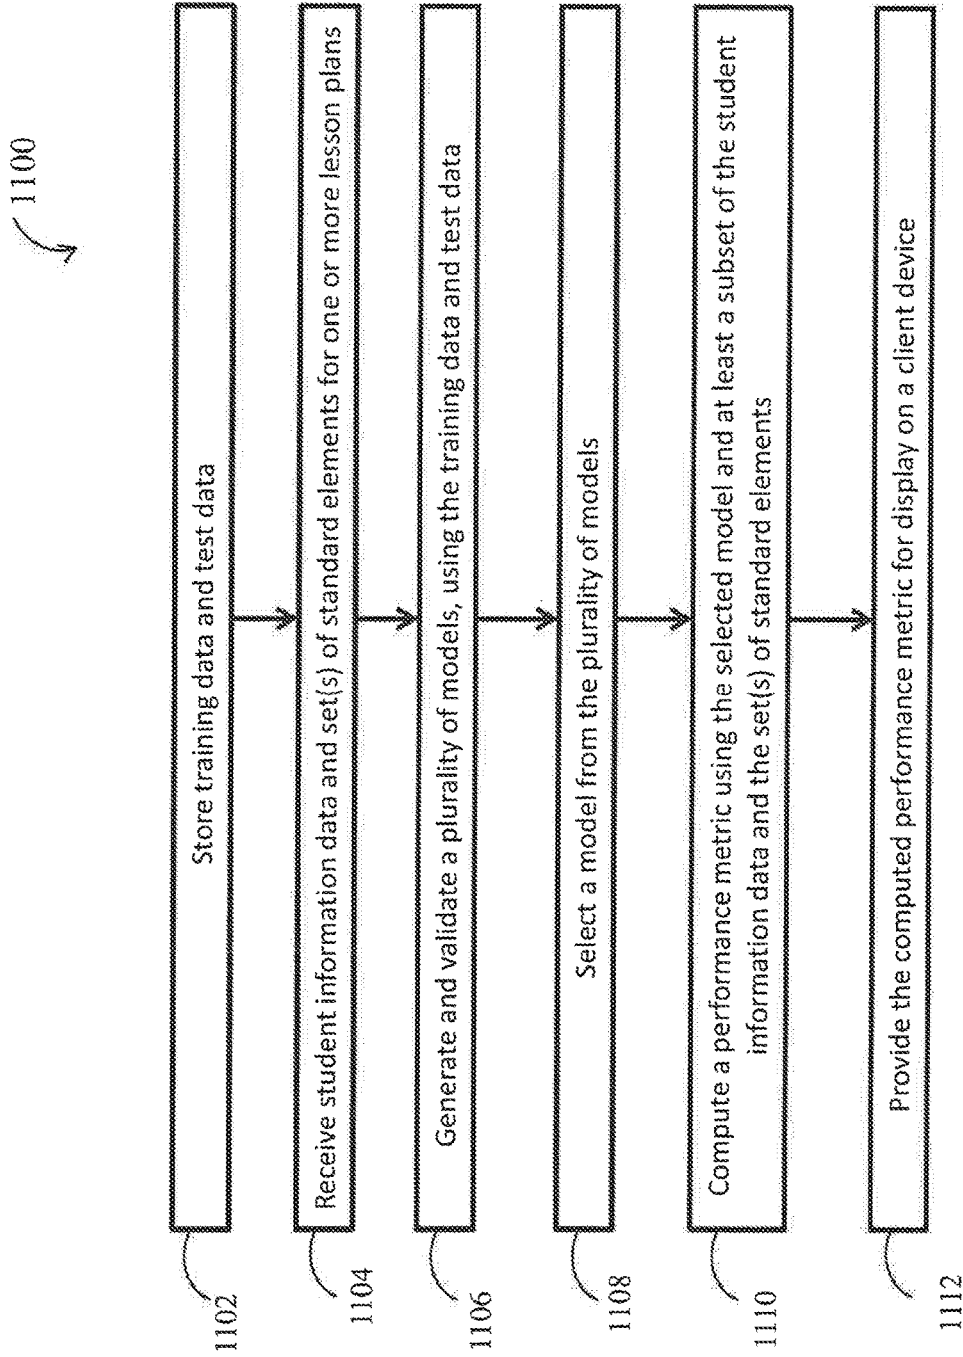 1100
1102
Store training data and test data
1104
Receive student information data and set(s) of standard elements for one or more lesson plans
1106
Generate and validate a plurality of models, using the training data and test data
1108
Select a model from the plurality of models
1110
Compute a performance metric using the selected model and at least a subset of the student
information data and the set(s) of standard elements
1112
Provide the computed performance metric for display on a client device